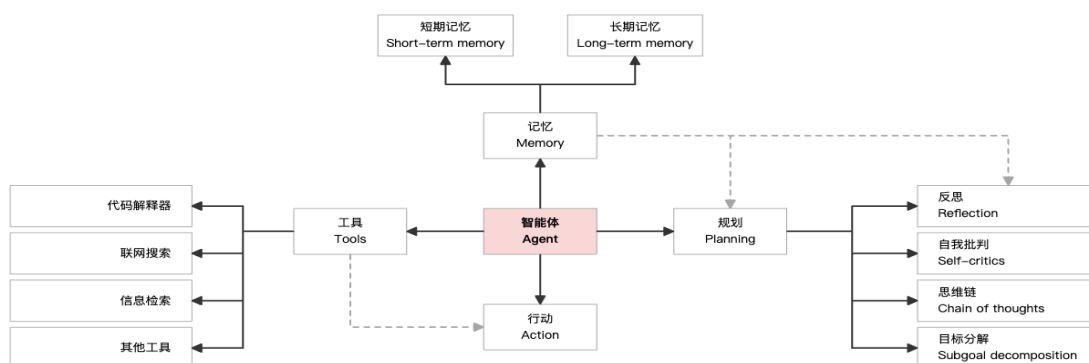 短期记忆
Short-term memory
长期记忆
Long-term memory
记忆
Memory
代码解释器
联网搜索
信息检索
其他工具
工具
Tools
智能体
Agent
规划
Planning
行动
Action
反思
Reflection
自我批判
Self-critics
思维链
Chain of thoughts
目标分解
Subgoal decomposition